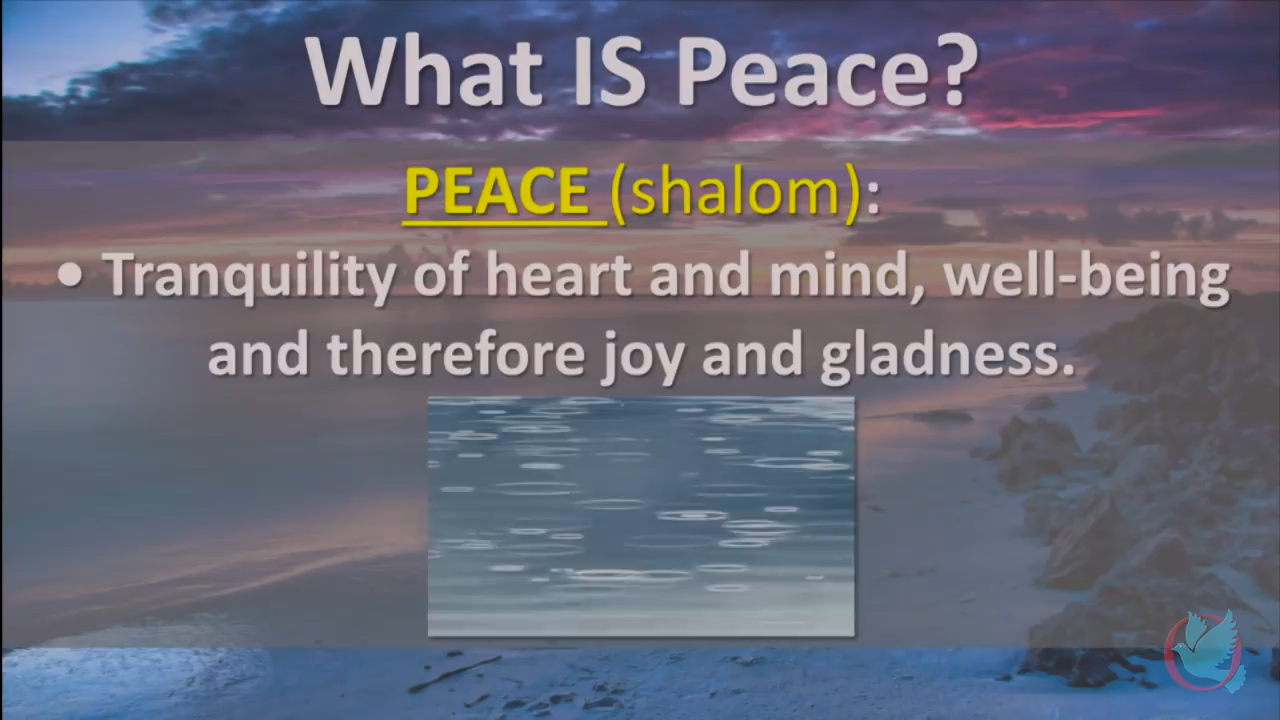 What IS Peace?
PEACE (shalom):
• Tranquility of heart and mind, well-being
and therefore joy and gladness.